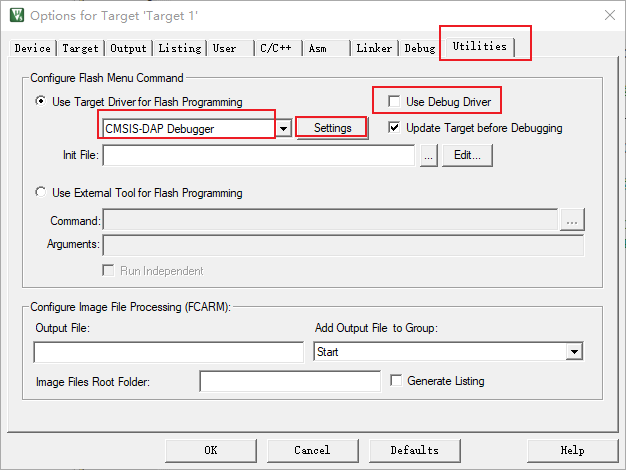 Options for Target 'Target 1'
Device Target Output Listing User C/C++ Asm Linker Debug Utilities
Configure Flash Menu Command
Use Target Driver for Flash Programming Use Debug Driver
CMSIS-DAP Debugger Settings Update Target before Debugging
Init File: ... Edit...
Use External Tool for Flash Programming
Command: ...
Arguments:
Run Independent
Configure Image File Processing (FCARM):
Output File: Add Output File to Group:
Start
Image Files Root Folder: Generate Listing
OK Cancel Defaults Help